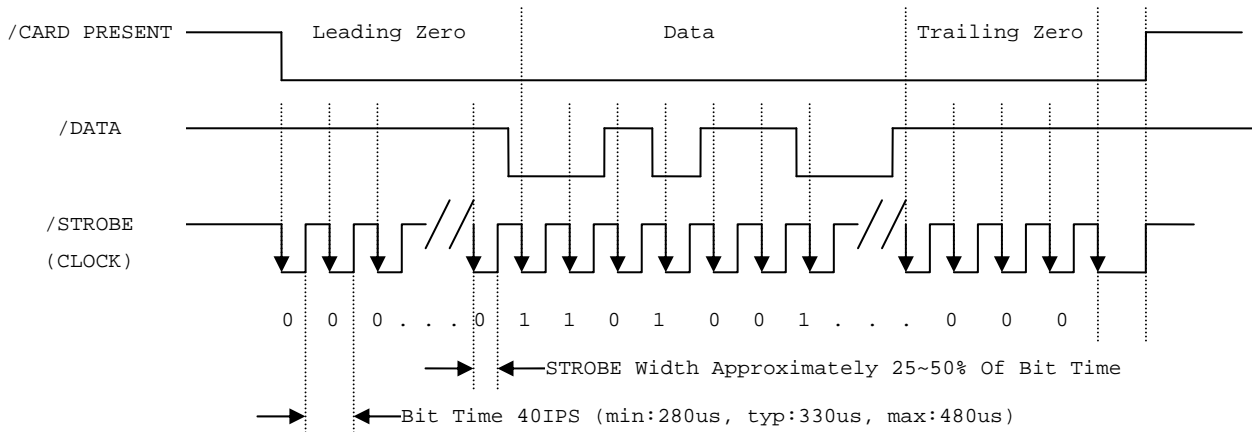 /CARD PRESENT
Leading Zero
Data
Trailing Zero
/DATA
/STROBE
(CLOCK)
0 0 0 . . . 0 1 1 0 1 0 0 1 . . . 0 0 0
STROBE Width Approximately 25~50% Of Bit Time
Bit Time 40IPS (min:280us, typ:330us, max:480us)